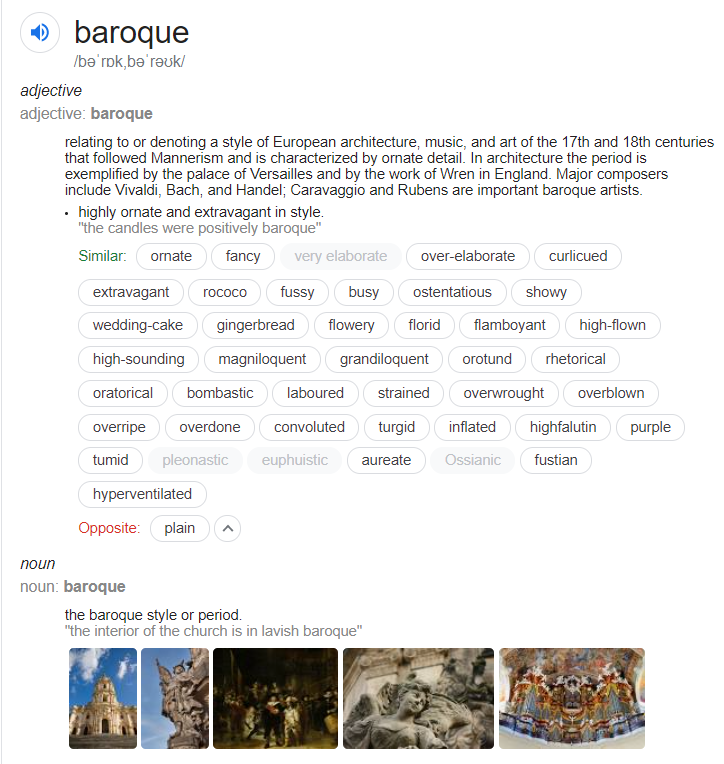 baroque
/bəˈrɒk,bəˈrəʊk/
adjective
adjective: baroque
relating to or denoting a style of European architecture, music, and art of the 17th and 18th centuries
that followed Mannerism and is characterized by ornate detail. In architecture the period is
exemplified by the palace of Versailles and by the work of Wren in England. Major composers
include Vivaldi, Bach, and Handel; Caravaggio and Rubens are important baroque artists.
• highly ornate and extravagant in style.
"the candles were positively baroque"
Similar: ornate fancy very elaborate over-elaborate curlicued
extravagant rococo fussy busy ostentatious showy
wedding-cake gingerbread flowery florid flamboyant high-flown
high-sounding magniloquent grandiloquent orotund rhetorical
oratorical bombastic laboured strained overwrought overblown
overripe overdone convoluted turgid inflated highfalutin purple
tumid pleonastic euphuistic aureate Ossianic fustian
hyperventilated
Opposite: plain
noun
noun: baroque
the baroque style or period.
"the interior of the church is in lavish baroque"